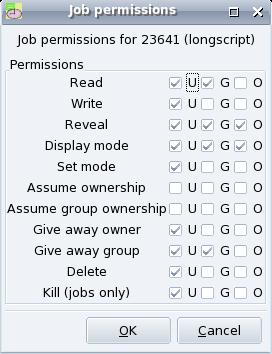 Job permissions
Job permissions for 23641 (longscript)
Permissions
Read U G O
Write U G O
Reveal U G O
Display mode U G O
Set mode U G O
Assume ownership U G O
Assume group ownership U G O
Give away owner U G O
Give away group U G O
Delete U G O
Kill (jobs only) U G O
OK Cancel